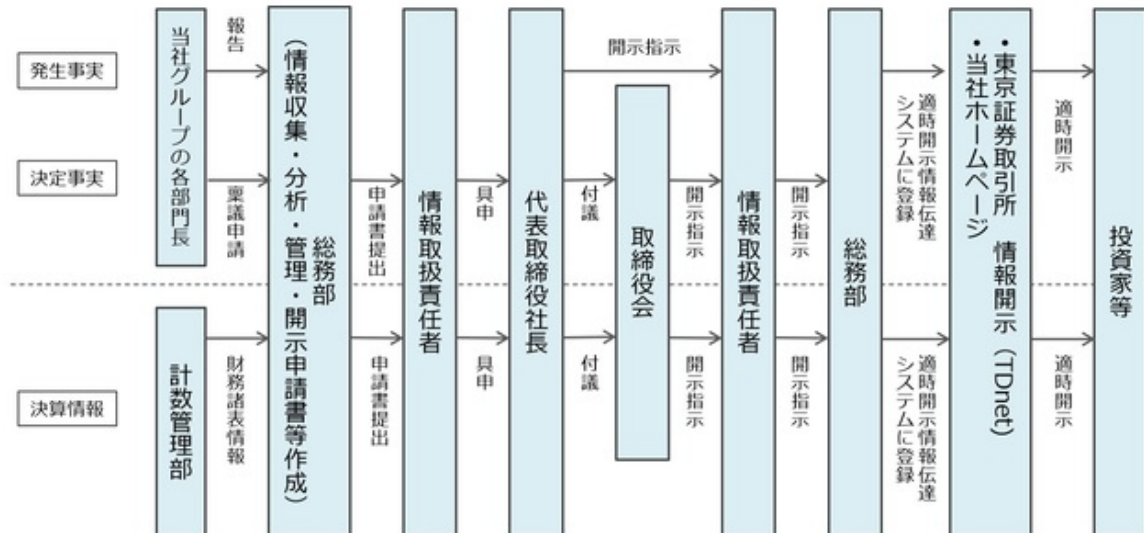 発生事実
決定事実
決算情報
当社グループの各部門長
計数管理部
報告
稟議申請
財務諸表情報
総務部
（情報収集・分析・管理・開示申請書等作成）
申請書提出
申請書提出
情報取扱責任者
具申
具申
代表取締役社長
開示指示
付議
付議
取締役会
開示指示
開示指示
情報取扱責任者
開示指示
開示指示
総務部
適時開示情報伝達
システムに登録
適時開示情報伝達
システムに登録
・東京証券取引所　情報開示（TDnet）
・当社ホームページ
適時開示
適時開示
投資家等